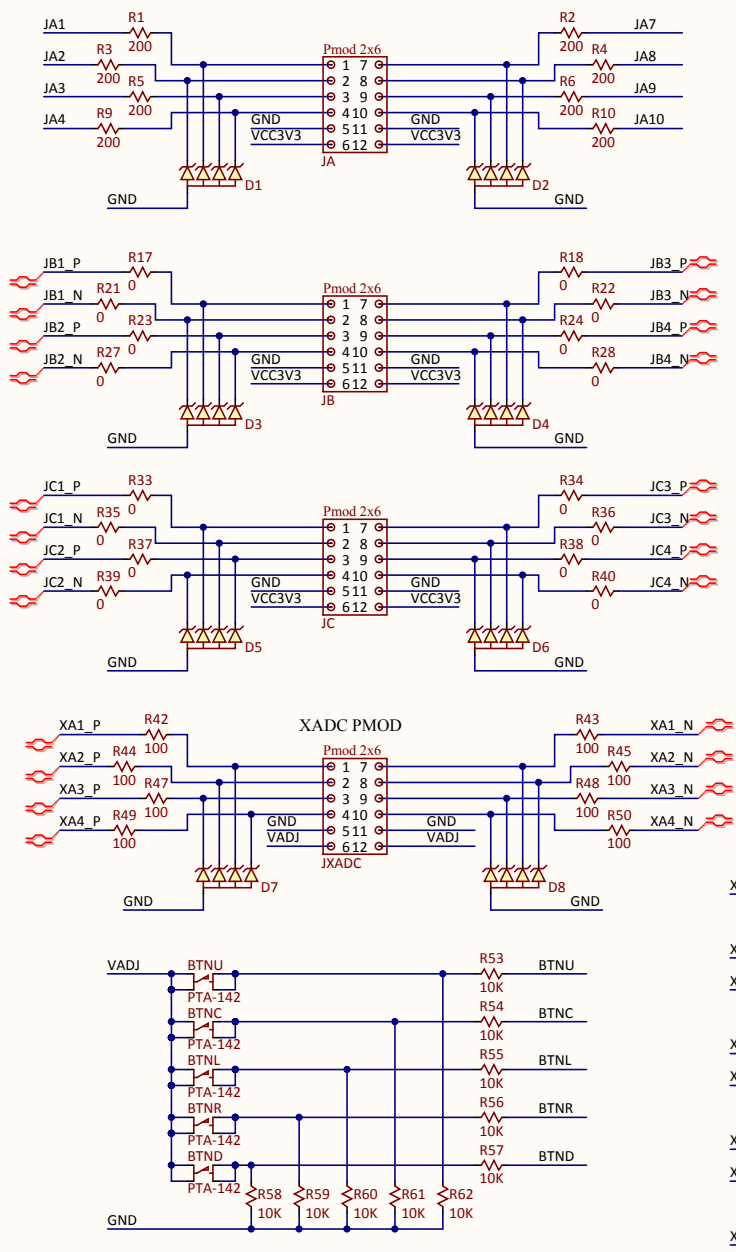 JA1 R1 200 R2 200 JA7
JA2 R3 200 R4 200 JA8
JA3 R5 200 R6 200 JA9
JA4 R9 200 R10 200 JA10
Pmod 2x6
1 7
2 8
3 9
4 10
GND 5 11 GND
VCC3V3 6 12 VCC3V3
JA
D1 D2
GND GND
JB1_P R17 0 R18 0 JB3_P
JB1_N R21 0 R22 0 JB3_N
JB2_P R23 0 R24 0 JB4_P
JB2_N R27 0 R28 0 JB4_N
Pmod 2x6
1 7
2 8
3 9
4 10
GND 5 11 GND
VCC3V3 6 12 VCC3V3
JB
D3 D4
GND GND
JC1_P R33 0 R34 0 JC3_P
JC1_N R35 0 R36 0 JC3_N
JC2_P R37 0 R38 0 JC4_P
JC2_N R39 0 R40 0 JC4_N
Pmod 2x6
1 7
2 8
3 9
4 10
GND 5 11 GND
VCC3V3 6 12 VCC3V3
JC
D5 D6
GND GND
XADC PMOD
XA1_P R42 100 R43 100 XA1_N
XA2_P R44 100 R45 100 XA2_N
XA3_P R47 100 R48 100 XA3_N
XA4_P R49 100 R50 100 XA4_N
Pmod 2x6
1 7
2 8
3 9
4 10
GND 5 11 GND
VADJ 6 12 VADJ
JXADC
D7 D8
GND GND
VADJ BTNU PTA-142 R53 10K BTNU
BTNC PTA-142 R54 10K BTNC
BTNL PTA-142 R55 10K BTNL
BTNR PTA-142 R56 10K BTNR
BTND PTA-142 R57 10K BTND
R58 R59 R60 R61 R62
10K 10K 10K 10K 10K
GND